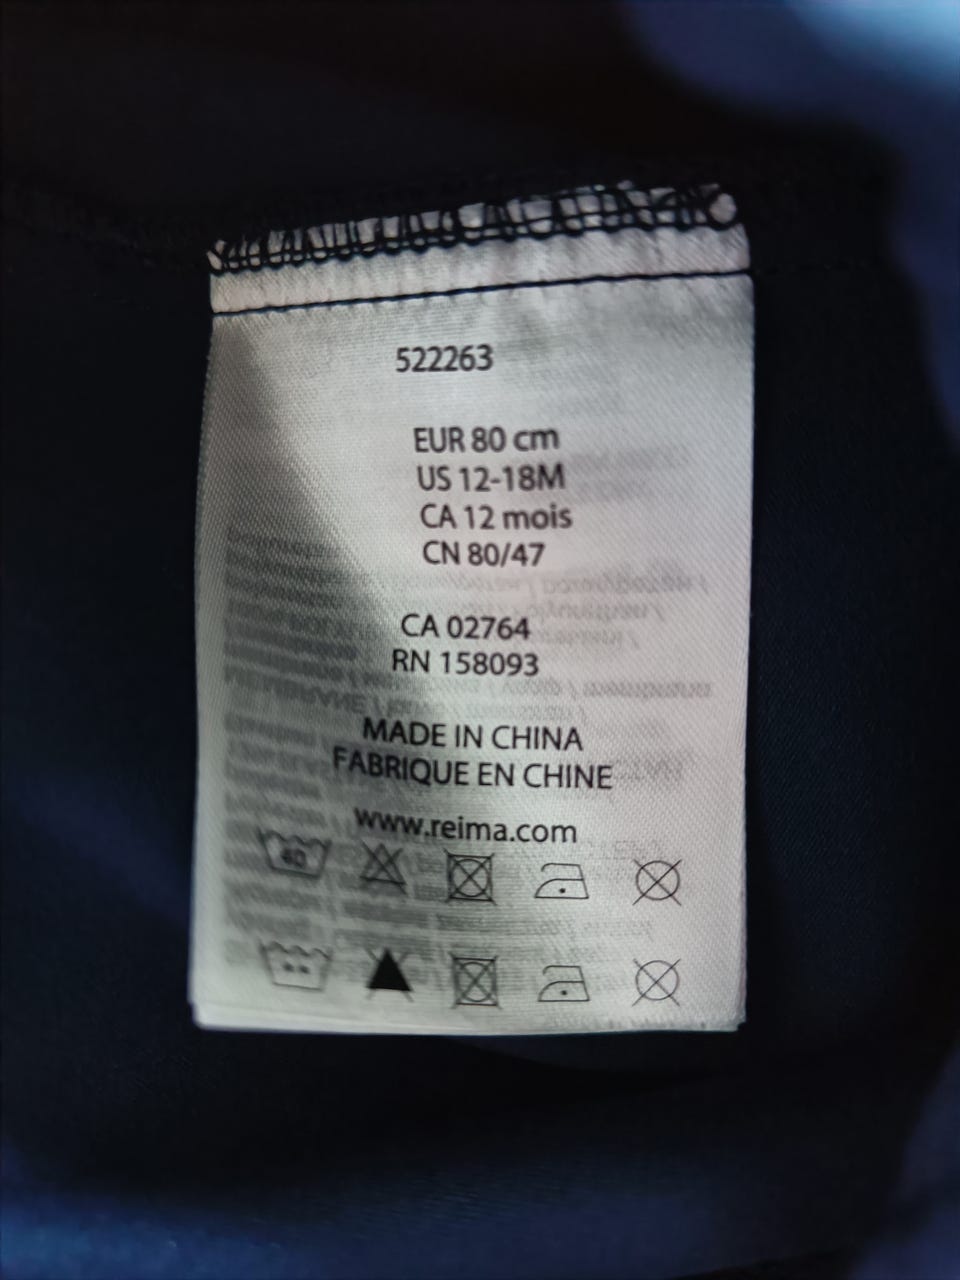 522263
EUR 80 cm
US 12-18M
CA 12 mois
CN 80/47
CA 02764
RN 158093
MADE IN CHINA
FABRIQUE EN CHINE
www.reima.com
40